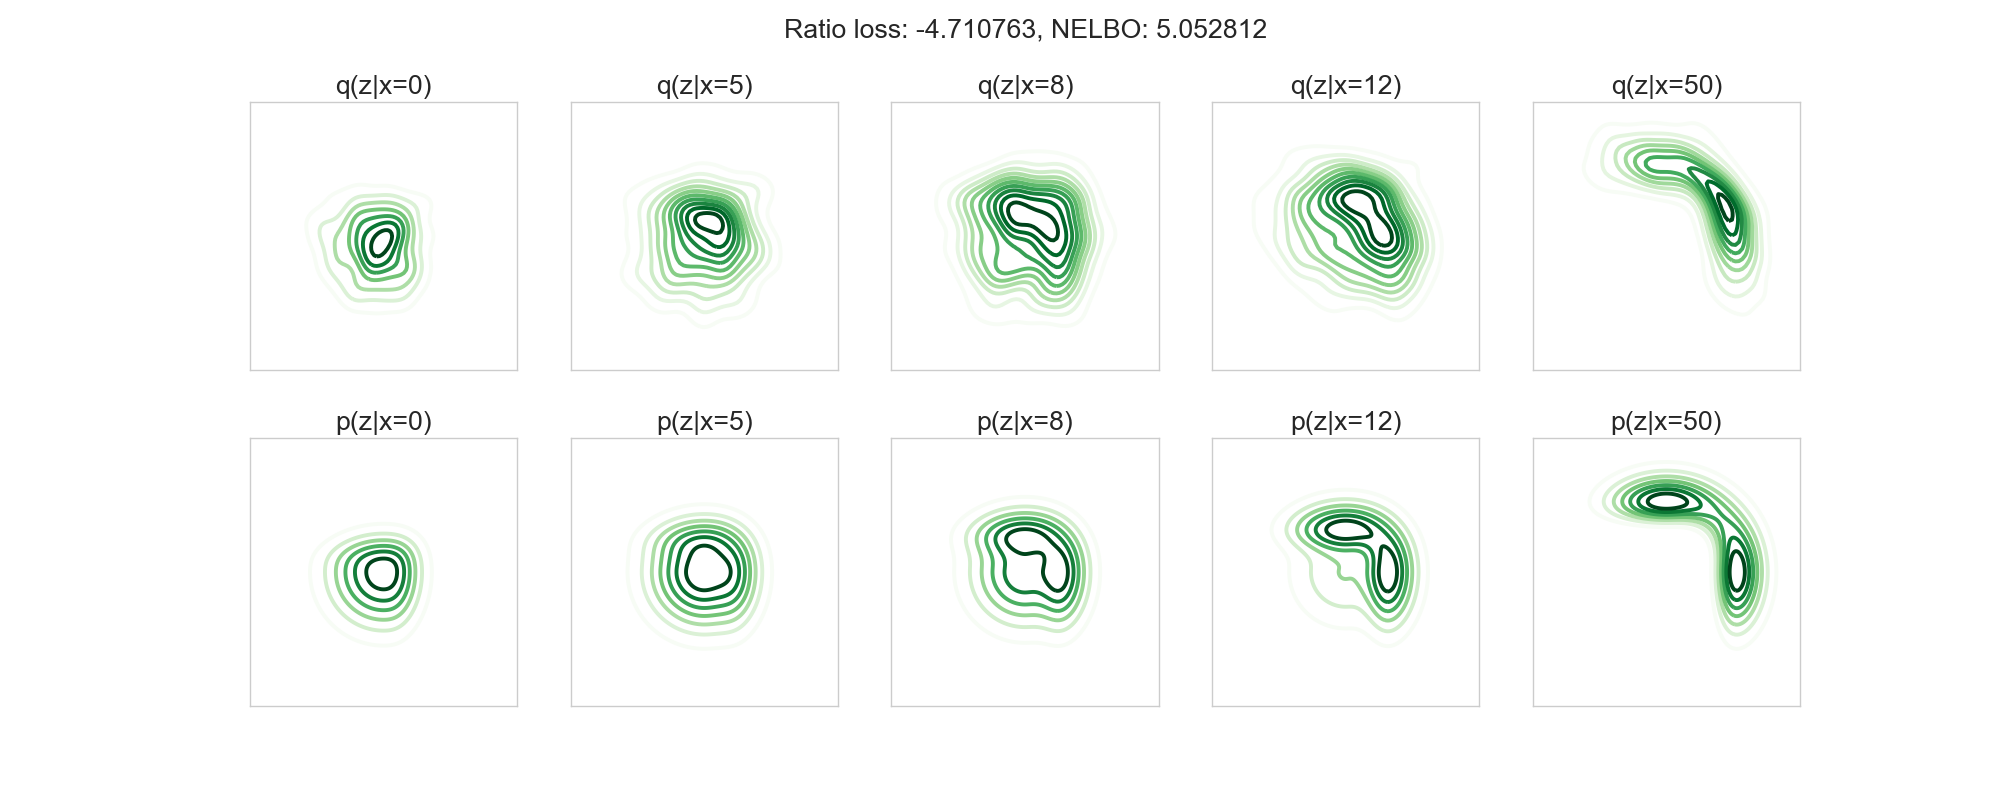 Ratio loss: -4.710763, NELBO: 5.052812
q(z|x=0) q(z|x=5) q(z|x=8) q(z|x=12) q(z|x=50)
p(z|x=0) p(z|x=5) p(z|x=8) p(z|x=12) p(z|x=50)